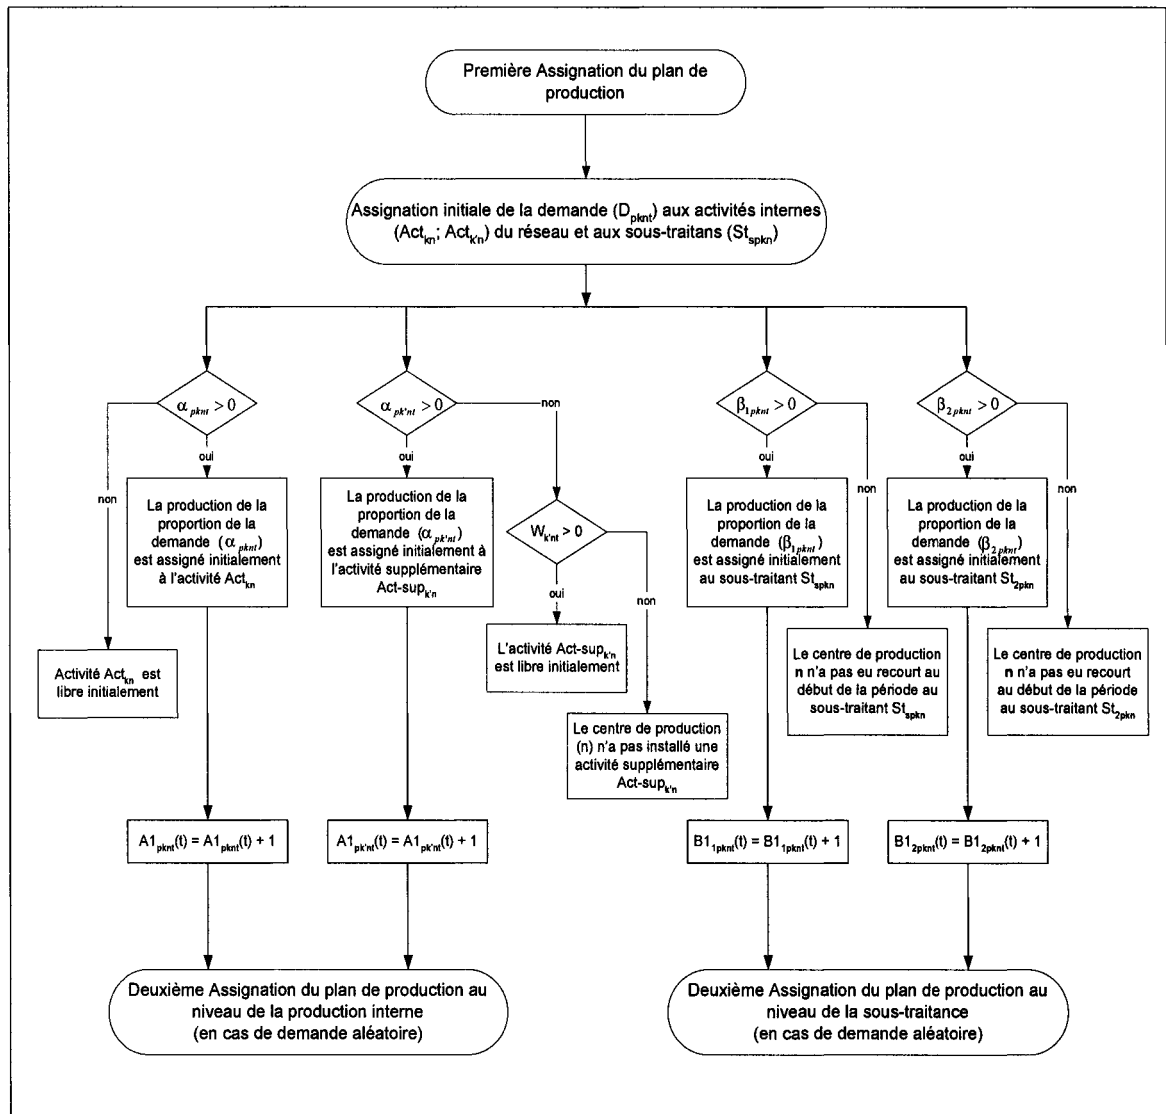 Première Assignation du plan de
production
Assignation initiale de la demande (D_pknt) aux activités internes
(Act_kn; Act_k'n) du réseau et aux sous-traitans (St_spkn)
α_pknt > 0
α_pk'nt > 0
β_1pknt > 0
β_2pknt > 0
non
oui
oui
non
oui
non
oui
non
La production de la
proportion de la
demande (α_pknt)
est assigné initialement
à l'activité Act_kn
La production de la
proportion de la
demande (α_pk'nt)
est assigné initialement à
l'activité supplémentaire
Act-sup_k'n
W_k'nt > 0
oui
non
La production de la
proportion de la
demande (β_1pknt)
est assigné initialement
au sous-traitant St_spkn
La production de la
proportion de la
demande (β_2pknt)
est assigné initialement
au sous-traitant St_2pkn
Activité Act_kn est
libre initialement
L'activité Act-sup_k'n
est libre initialement
Le centre de production
(n) n'a pas installé une
activité supplémentaire
Act-sup_k'n
Le centre de production
n n'a pas eu recourt au
début de la période au
sous-traitant St_spkn
Le centre de production
n n'a pas eu recourt
au début de la période
au sous-traitant St_2pkn
A1_pknt(t) = A1_pknt(t) + 1
A1_pk'nt(t) = A1_pk'nt(t) + 1
B1_1pknt(t) = B1_1pknt(t) + 1
B1_2pknt(t) = B1_2pknt(t) + 1
Deuxième Assignation du plan de production au
niveau de la production interne
(en cas de demande aléatoire)
Deuxième Assignation du plan de production au
niveau de la sous-traitance
(en cas de demande aléatoire)